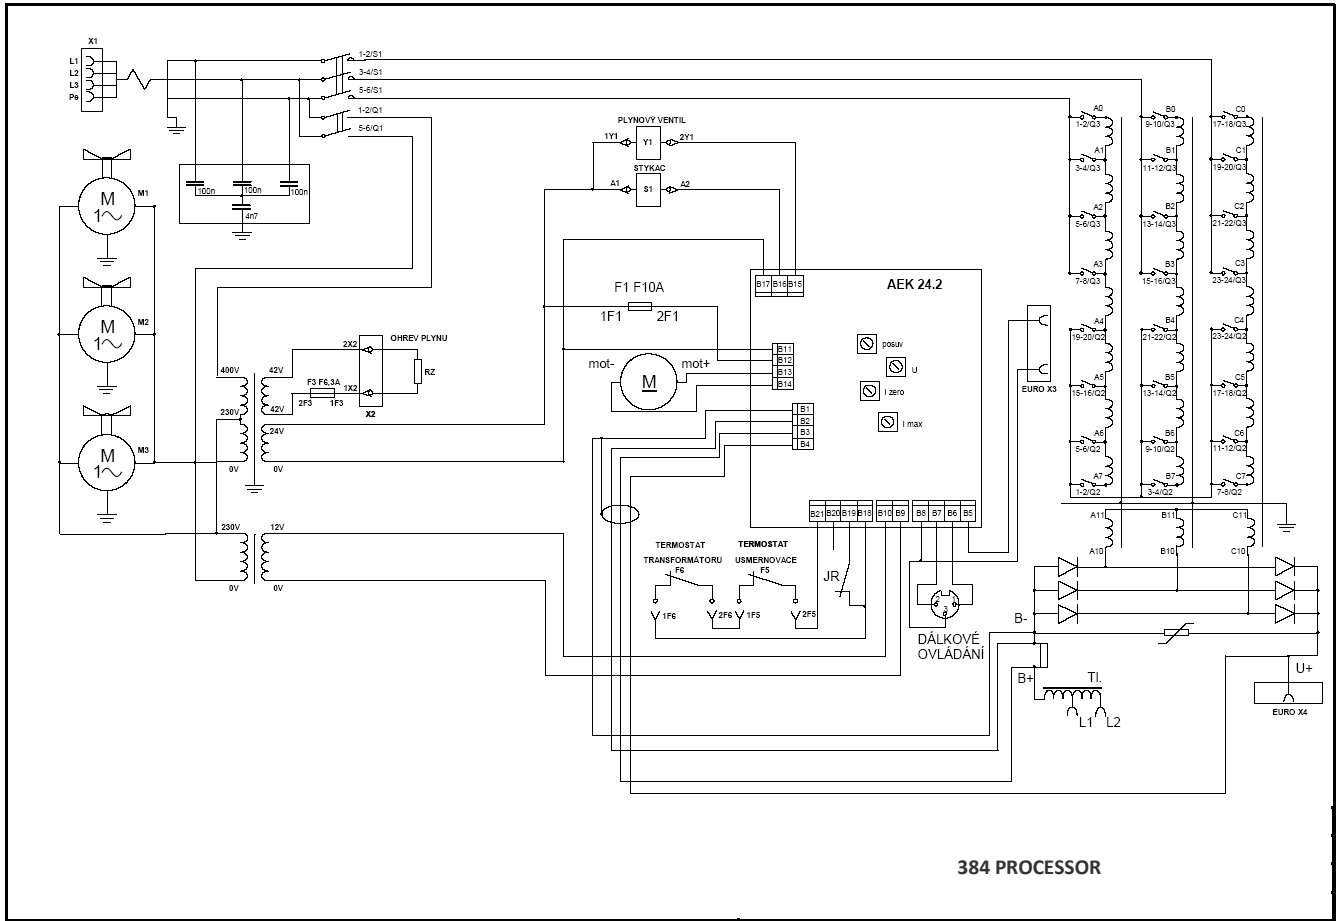 X1
L1
L2
L3
Pe
1-2/S1
3-4/S1
5-6/S1
1-2/Q1
5-6/Q1
100n
100n
100n
4n7
M
1
M1
M
1
M2
M
1
M3
PLYNOVÝ VENTIL
1Y1
Y1
2Y1
STYKAC
A1
S1
A2
B17
B16
B15
AEK 24.2
F1 F10A
1F1
2F1
mot-
mot+
M
B11
B12
B13
B14
B1
B2
B3
B4
posuv
U
I zero
I max
OHREV PLYNU
2X2
RZ
F3 F6,3A
1X2
2F3
1F3
X2
400V
42V
230V
42V
24V
0V
0V
230V
12V
0V
0V
B21
B20
B19
B18
B10
B9
B8
B7
B6
B5
TERMOSTAT
TRANSFORMÁTORU
F6
TERMOSTAT
USMERNOVACE
F5
1F6
2F6
1F5
2F5
JR
2
1
3
DÁLKOVÉ
OVLÁDÁNÍ
EURO X3
A0
1-2/Q3
A1
3-4/Q3
A2
5-6/Q3
A3
7-8/Q3
A4
19-20/Q2
A5
15-16/Q2
A6
5-6/Q2
A7
1-2/Q2
B0
9-10/Q3
B1
11-12/Q3
B2
13-14/Q3
B3
15-16/Q3
B4
21-22/Q2
B5
13-14/Q2
B6
9-10/Q2
B7
3-4/Q2
C0
17-18/Q3
C1
19-20/Q3
C2
21-22/Q3
C3
23-24/Q3
C4
23-24/Q2
C5
17-18/Q2
C6
11-12/Q2
C7
7-8/Q2
A11
B11
C11
A10
B10
C10
B-
B+
Tl.
L1
L2
U+
EURO X4
384 PROCESSOR